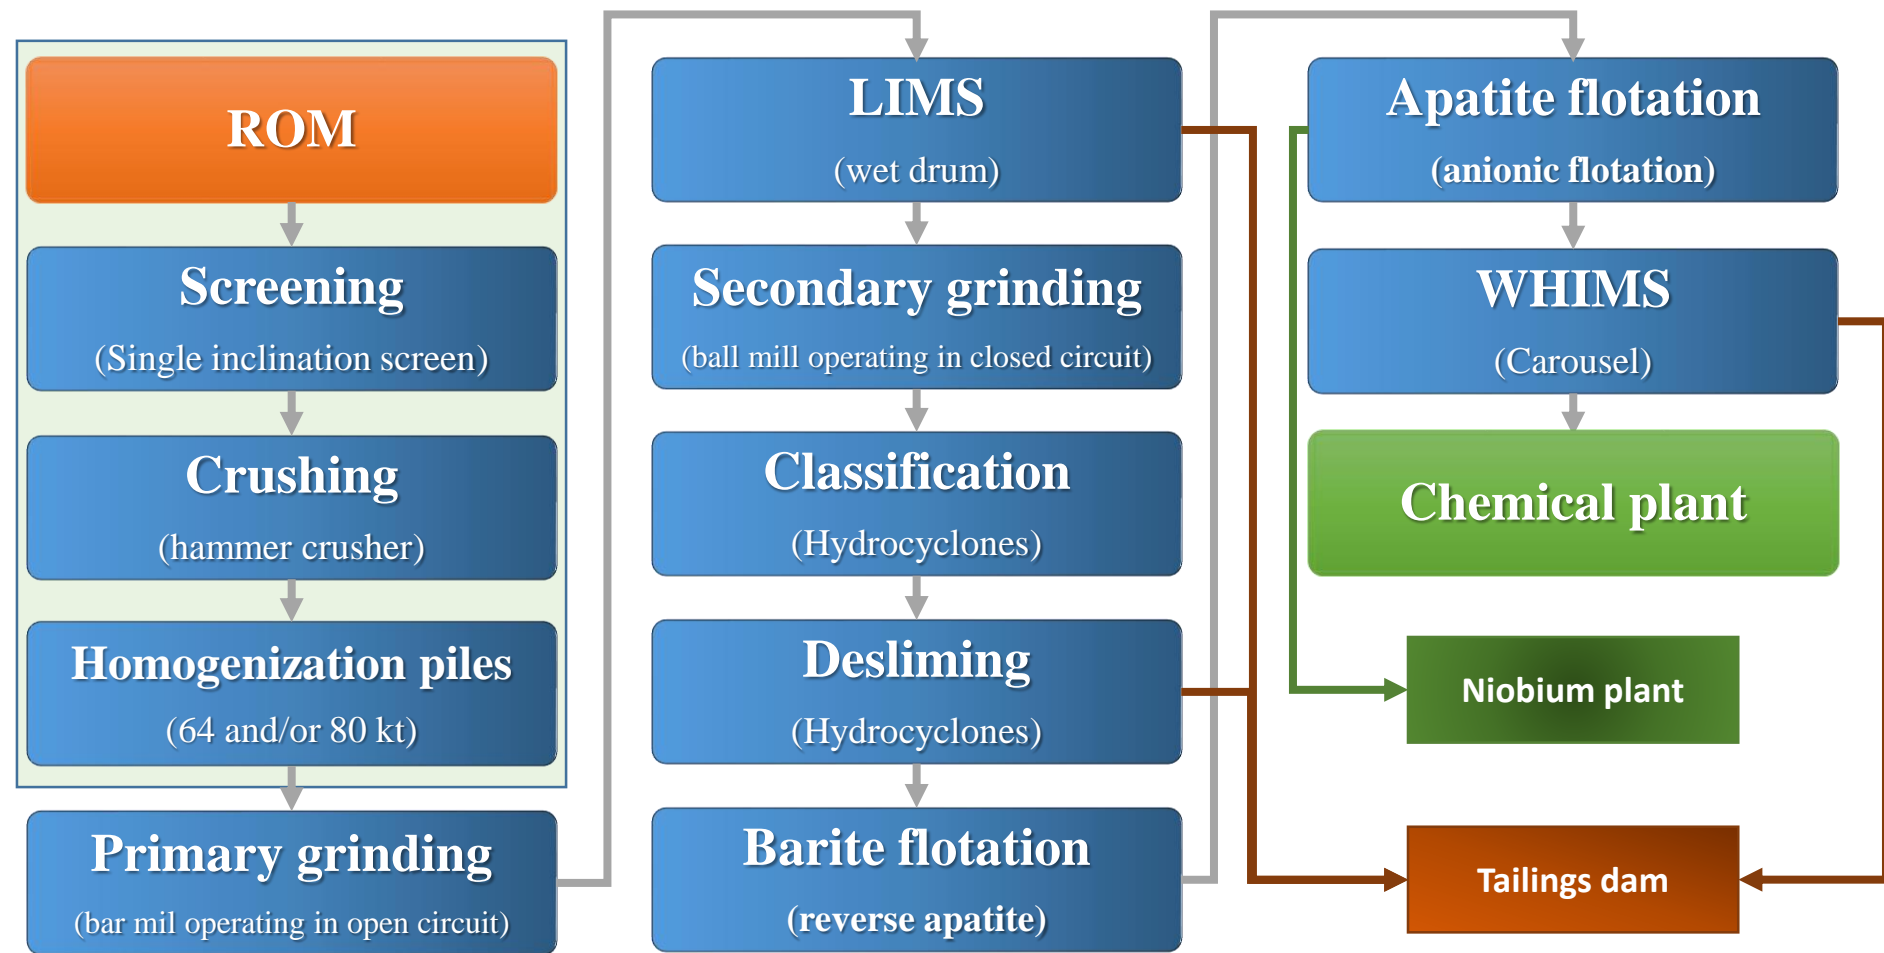 ROM
Screening
(Single inclination screen)
Crushing
(hammer crusher)
Homogenization piles
(64 and/or 80 kt)
Primary grinding
(bar mil operating in open circuit)
LIMS
(wet drum)
Secondary grinding
(ball mill operating in closed circuit)
Classification
(Hydrocyclones)
Desliming
(Hydrocyclones)
Barite flotation
(reverse apatite)
Apatite flotation
(anionic flotation)
WHIMS
(Carousel)
Chemical plant
Niobium plant
Tailings dam